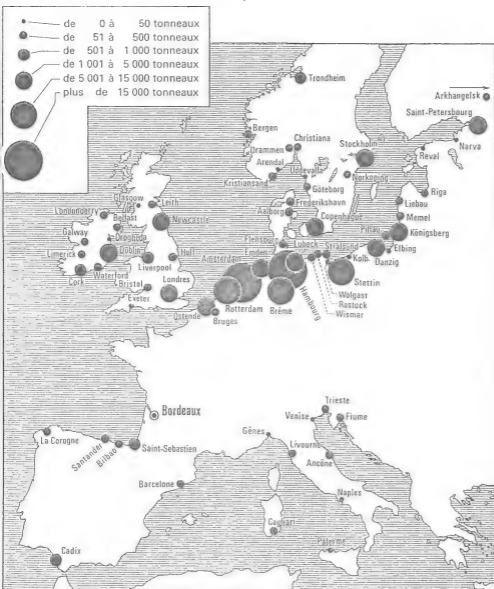 de 0 à 50 tonneaux
de 51 à 500 tonneaux
de 501 à 1 000 tonneaux
de 1 001 à 5 000 tonneaux
de 5 001 à 15 000 tonneaux
plus de 15 000 tonneaux
Trondheim
Arkhangelsk
Saint-Petersbourg
Bergen
Christiana
Drammen
Stockholm
Narva
Reval
Arendal
Uddevalla
Kristiansand
Norkoping
Göteborg
Riga
Glasgow
Leith
Frederikshavn
Liebau
Londonderry
Belfast
Newcastle
Aalborg
Copenhague
Memel
Galway
Drogheda
Flensburg
Pillau
Königsberg
Limerick
Dublin
Hull
Lübeck
Stralsund
Elbing
Cork
Waterford
Liverpool
Amsterdam
Emden
Kolb.
Danzig
Bristol
Londres
Stettin
Exeter
Hambourg
Wolgast
Ostende
Rotterdam
Brême
Rostock
Bruges
Wismar
Bordeaux
Trieste
Venise
Fiume
La Corogne
Gênes
Santander
Bilbao
Saint-Sebastien
Livourne
Ancône
Barcelone
Naples
Cagliari
Palerme
Cadix